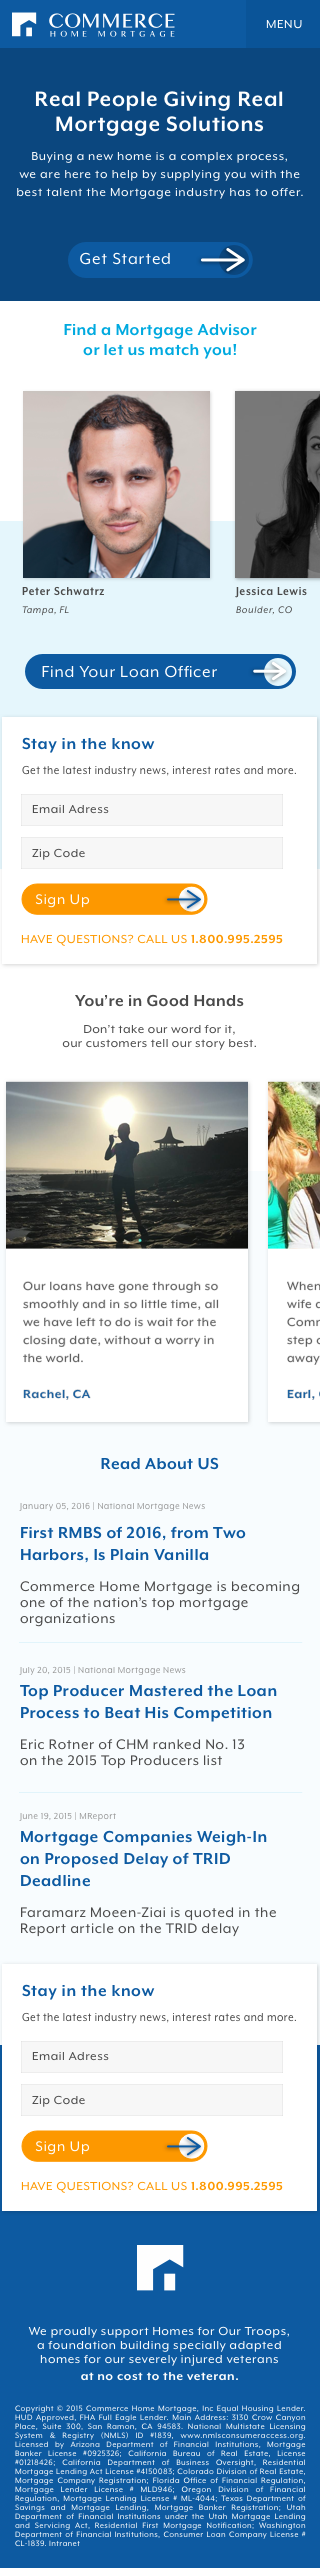 COMMERCE
HOME MORTGAGE
MENU
Real People Giving Real
Mortgage Solutions
Buying a new home is a complex process,
we are here to help by supplying you with the
best talent the Mortgage industry has to offer.
Get Started
Find a Mortgage Advisor
or let us match you!
Peter Schwatrz
Tampa, FL
Jessica Lewis
Boulder, CO
Find Your Loan Officer
Stay in the know
Get the latest industry news, interest rates and more.
Email Adress
Zip Code
Sign Up
HAVE QUESTIONS? CALL US 1.800.995.2595
You're in Good Hands
Don't take our word for it,
our customers tell our story best.
Our loans have gone through so
smoothly and in so little time, all
we have left to do is wait for the
closing date, without a worry in
the world.
Rachel, CA
When
wife
Comm
step
away
Earl,
Read About US
January 05, 2016 | National Mortgage News
First RMBS of 2016, from Two
Harbors, Is Plain Vanilla
Commerce Home Mortgage is becoming
one of the nation's top mortgage
organizations
July 20, 2015 | National Mortgage News
Top Producer Mastered the Loan
Process to Beat His Competition
Eric Rotner of CHM ranked No. 13
on the 2015 Top Producers list
June 19, 2015 | MReport
Mortgage Companies Weigh-In
on Proposed Delay of TRID
Deadline
Faramarz Moeen-Ziai is quoted in the
Report article on the TRID delay
Stay in the know
Get the latest industry news, interest rates and more.
Email Adress
Zip Code
Sign Up
HAVE QUESTIONS? CALL US 1.800.995.2595
We proudly support Homes for Our Troops,
a foundation building specially adapted
homes for our severely injured veterans
at no cost to the veteran.
Copyright © 2015 Commerce Home Mortgage, Inc Equal Housing Lender.
HUD Approved, FHA Full Eagle Lender. Main Address: 3130 Crow Canyon
Place, Suite 300, San Ramon, CA 94583. National Multistate Licensing
System & Registry (NMLS) ID #1839, www.nmlsconsumeraccess.org.
Licensed by Arizona Department of Financial Institutions, Mortgage
Banker License #0925326; California Bureau of Real Estate, License
#01218426; California Department of Business Oversight, Residential
Mortgage Lending Act License #4150083; Colorado Division of Real Estate,
Mortgage Company Registration; Florida Office of Financial Regulation,
Mortgage Lender License # MLD946; Oregon Division of Financial
Regulation, Mortgage Lending License # ML-4044; Texas Department of
Savings and Mortgage Lending, Mortgage Banker Registration; Utah
Department of Financial Institutions under the Utah Mortgage Lending
and Servicing Act, Residential First Mortgage Notification; Washington
Department of Financial Institutions, Consumer Loan Company License #
CL-1839. Intranet